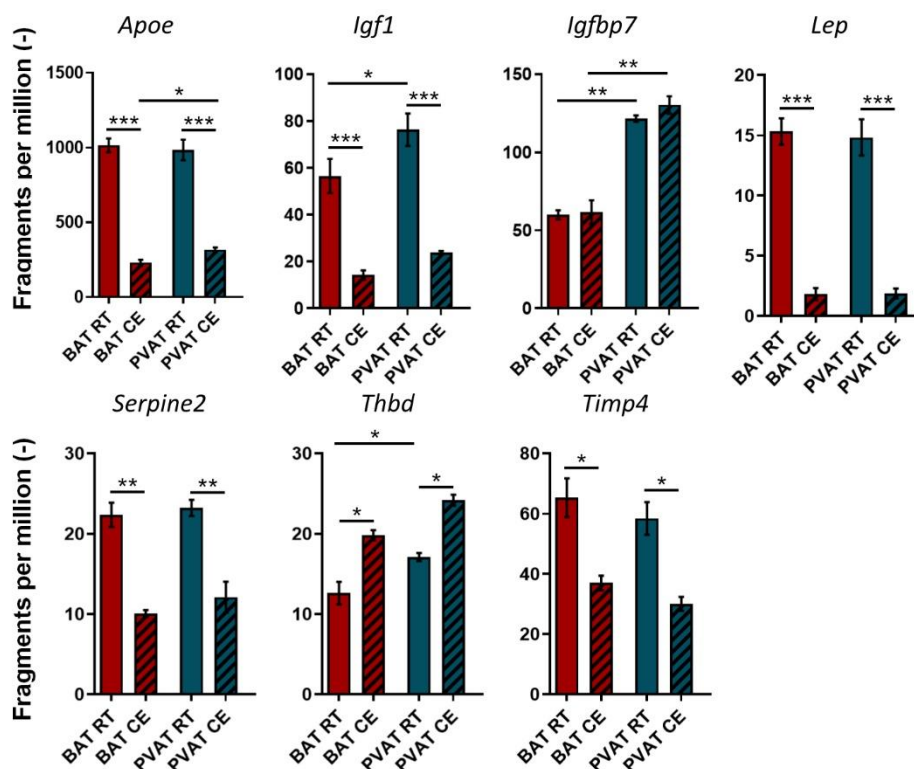 Apoe
Igf1
Igfbp7
Lep
Fragments per million (-)
1500
1000
500
0
***
***
*
BAT RT
BAT CE
PVAT RT
PVAT CE
100
80
60
40
20
0
*
***
***
BAT RT
BAT CE
PVAT RT
PVAT CE
150
100
50
0
**
**
BAT RT
BAT CE
PVAT RT
PVAT CE
20
15
10
5
0
***
***
BAT RT
BAT CE
PVAT RT
PVAT CE
Serpine2
Thbd
Timp4
Fragments per million (-)
30
20
10
0
**
**
BAT RT
BAT CE
PVAT RT
PVAT CE
30
20
10
0
*
*
*
BAT RT
BAT CE
PVAT RT
PVAT CE
80
60
40
20
0
*
*
BAT RT
BAT CE
PVAT RT
PVAT CE